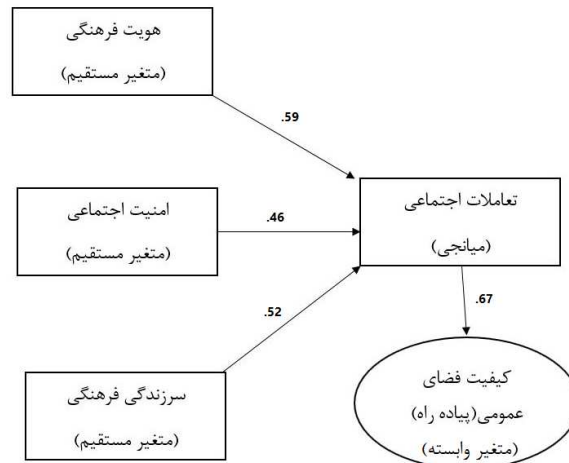 هویت فرهنگی
(متغیر مستقیم)
.59
امنیت اجتماعی
(متغیر مستقیم)
.46
تعاملات اجتماعی
(میانجی)
.52
.67
سرزندگی فرهنگی
(متغیر مستقیم)
کیفیت فضای
عمومی(پیاده راه)
(متغیر وابسته)